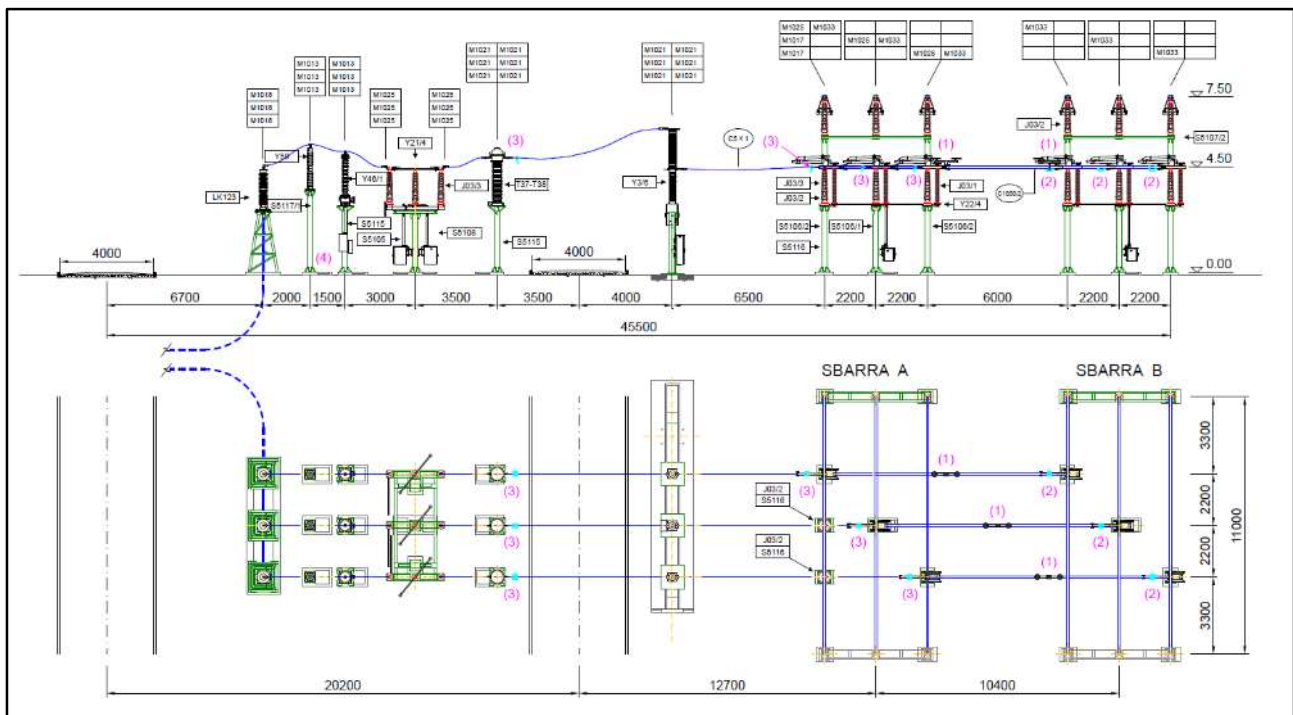 M1025 M1033
M1017
M1017
M1025 M1033
M1025 M1033
M1033
M1033
M1033
M1021 M1021
M1021 M1021
M1021 M1021
M1021 M1021
M1021 M1021
M1021 M1021
M1013
M1013
M1013
M1013
M1013
M1013
M1016
M1016
M1016
M1025
M1025
M1025
M1025
M1025
M1025
7.50
J03/2
S5107/2
Y21/4
(3)
(3)
(1)
(1)
4.50
Y46/1
J03/3
T37-T38
Y3/6
(3)
(3)
(2)
(2)
(2)
LK123
S5117/1
J03/3
J03/2
J03/1
Y22/4
S5115
S5105
S5106
S5115
S5106/2
S5106/1
S5106/2
S5116
4000
(4)
4000
0.00
6700
2000
1500
3000
3500
3500
4000
6500
2200
2200
6000
2200
2200
45500
SBARRA A
SBARRA B
3300
(1)
(3)
(3)
(2)
J03/2
S5116
2200
11000
(1)
(3)
(3)
(2)
J03/2
S5116
2200
(1)
(3)
(3)
(2)
3300
20200
12700
10400